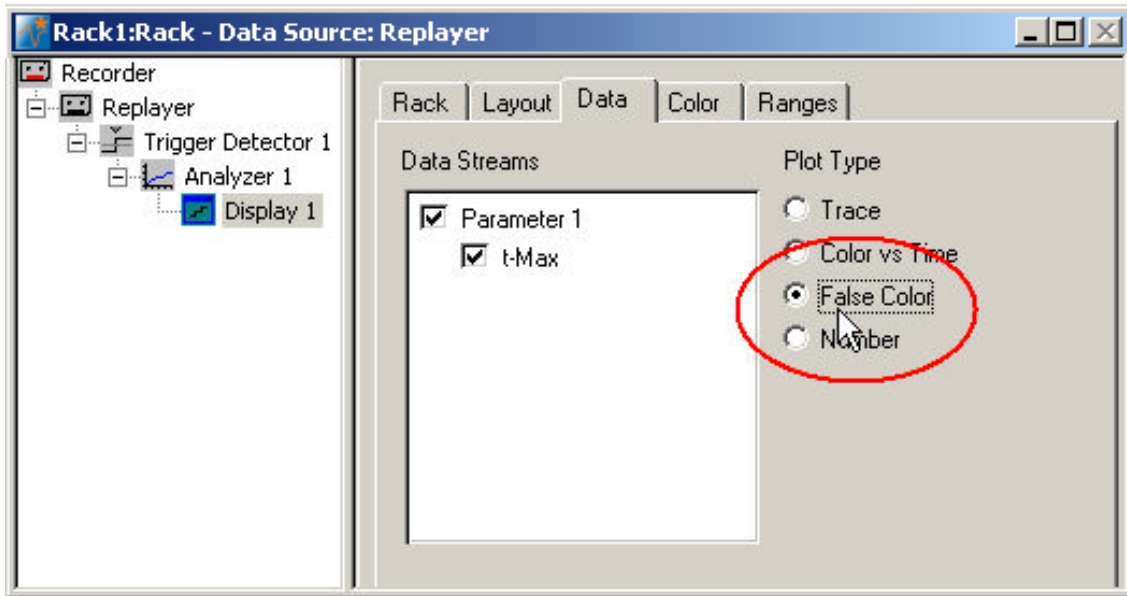 Rack1:Rack - Data Source: Replayer
Recorder
Replayer
Trigger Detector 1
Analyzer 1
Display 1
Rack Layout Data Color Ranges
Data Streams
Parameter 1
t-Max
Plot Type
Trace
Color vs Time
False Color
Number